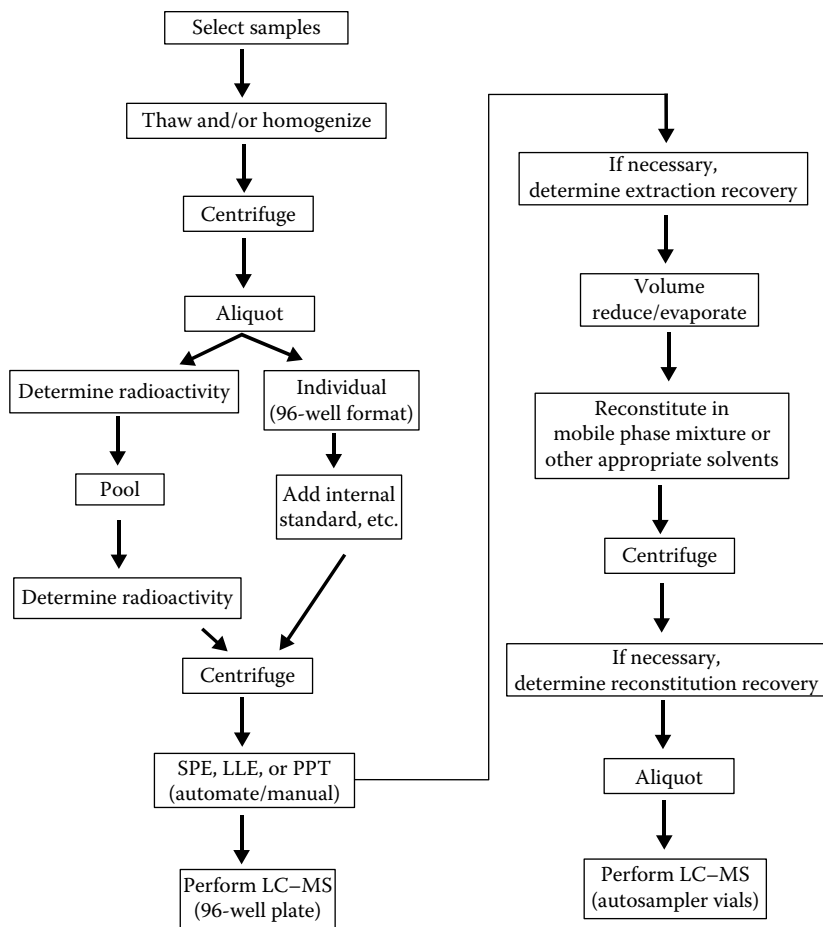 Select samples
Thaw and/or homogenize
Centrifuge
Aliquot
Determine radioactivity
Individual
(96-well format)
Pool
Add internal
standard, etc.
Determine radioactivity
Centrifuge
SPE, LLE, or PPT
(automate/manual)
Perform LC–MS
(96-well plate)
If necessary,
determine extraction recovery
Volume
reduce/evaporate
Reconstitute in
mobile phase mixture or
other appropriate solvents
Centrifuge
If necessary,
determine reconstitution recovery
Aliquot
Perform LC–MS
(autosampler vials)